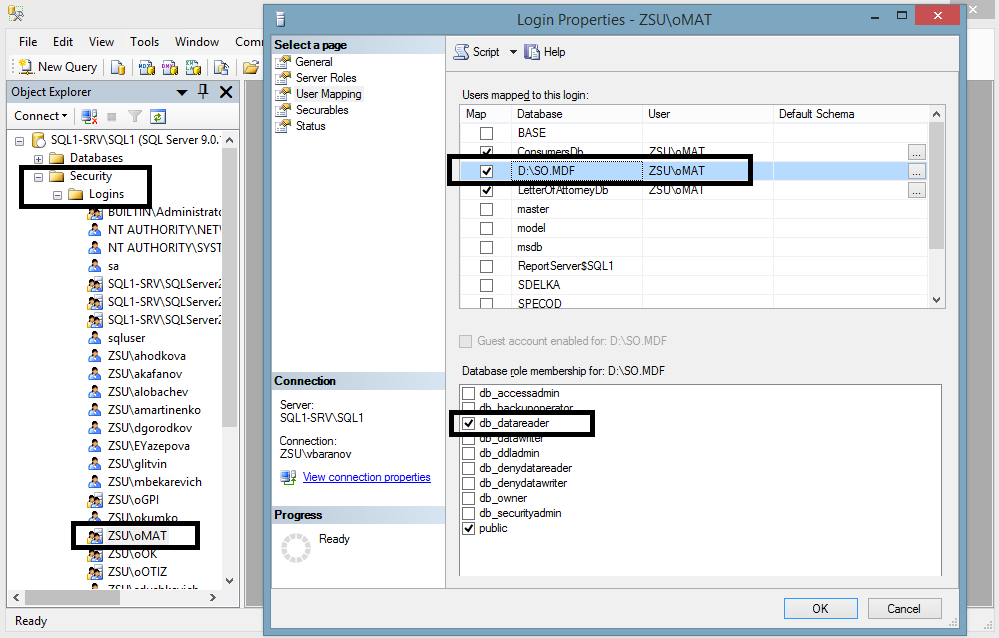 File Edit View Tools Window Comm
New Query
Object Explorer
Connect
SQL1-SRV\SQL1 (SQL Server 9.0.
Databases
Security
Logins
BUILTIN\Administrato
NT AUTHORITY\NETV
NT AUTHORITY\SYST
sa
SQL1-SRV\SQLServer2
SQL1-SRV\SQLServer2
SQL1-SRV\SQLServer2
sqluser
ZSU\ahodkova
ZSU\akafanov
ZSU\alobachev
ZSU\amartinenko
ZSU\dgorodkov
ZSU\EYazepova
ZSU\glitvin
ZSU\mbekarevich
ZSU\oGPI
ZSU\okumko
ZSU\oMAT
ZSU\oOK
ZSU\oOTIZ
Ready
Login Properties - ZSU\oMAT
Select a page
General
Server Roles
User Mapping
Securables
Status
Connection
Server:
SQL1-SRV\SQL1
Connection:
ZSU\vbaranov
View connection properties
Progress
Ready
Script Help
Users mapped to this login:
Map Database User Default Schema
BASE
ConsumersDb ZSU\oMAT ...
D:\SO.MDF ZSU\oMAT ...
LetterOfAttorneyDb ZSU\oMAT ...
master
model
msdb
ReportServer$SQL1
SDELKA
SPECOD
Guest account enabled for: D:\SO.MDF
Database role membership for: D:\SO.MDF
db_accessadmin
db_backupoperator
db_datareader
db_datawriter
db_ddladmin
db_denydatareader
db_denydatawriter
db_owner
db_securityadmin
public
OK Cancel